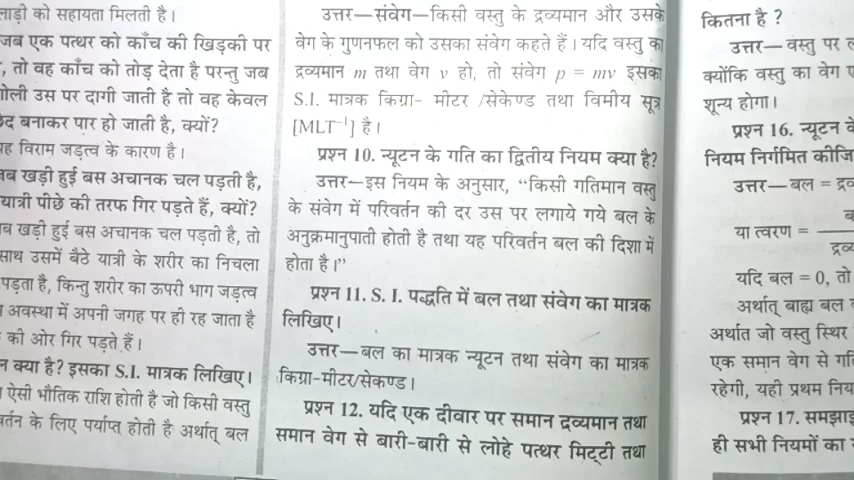 लाड़ी को सहायता मिलती है।
जब एक पत्थर को काँच की खिड़की पर
, तो वह काँच को तोड़ देता है परन्तु जब
गोली उस पर दागी जाती है तो वह केवल
छेद बनाकर पार हो जाती है, क्यों?
यह विराम जड़त्व के कारण है।
जब खड़ी हुई बस अचानक चल पड़ती है,
यात्री पीछे की तरफ गिर पड़ते हैं, क्यों?
ब खड़ी हुई बस अचानक चल पड़ती है, तो
साथ उसमें बैठे यात्री के शरीर का निचला
पड़ता है, किन्तु शरीर का ऊपरी भाग जड़त्व
अवस्था में अपनी जगह पर ही रह जाता है
की ओर गिर पड़ते हैं।
न क्या है? इसका S.I. मात्रक लिखिए।
ऐसी भौतिक राशि होती है जो किसी वस्तु
वर्तन के लिए पर्याप्त होती है अर्थात् बल
उत्तर—संवेग—किसी वस्तु के द्रव्यमान और उसके
वेग के गुणनफल को उसका संवेग कहते हैं। यदि वस्तु का
द्रव्यमान m तथा वेग v हो, तो संवेग p = mv इसका
S.I. मात्रक किग्रा- मीटर /सेकेण्ड तथा विमीय सूत्र
[MLT⁻¹] है।
प्रश्न 10. न्यूटन के गति का द्वितीय नियम क्या है?
उत्तर—इस नियम के अनुसार, “किसी गतिमान वस्तु
के संवेग में परिवर्तन की दर उस पर लगाये गये बल के
अनुक्रमानुपाती होती है तथा यह परिवर्तन बल की दिशा में
होता है।”
प्रश्न 11. S. I. पद्धति में बल तथा संवेग का मात्रक
लिखिए।
उत्तर—बल का मात्रक न्यूटन तथा संवेग का मात्रक
किग्रा-मीटर/सेकण्ड।
प्रश्न 12. यदि एक दीवार पर समान द्रव्यमान तथा
समान वेग से बारी-बारी से लोहे पत्थर मिट्टी तथा
कितना है ?
उत्तर—वस्तु पर
क्योंकि वस्तु का वेग
शून्य होगा।
प्रश्न 16. न्यूटन के
नियम निर्गमित कीजि
उत्तर—बल = द्रव
या त्वरण = ब
द्रव्य
यदि बल = 0, तो
अर्थात् बाह्य बल
अर्थात जो वस्तु स्थिर
एक समान वेग से गति
रहेगी, यही प्रथम निय
प्रश्न 17. समझाइ
ही सभी नियमों का